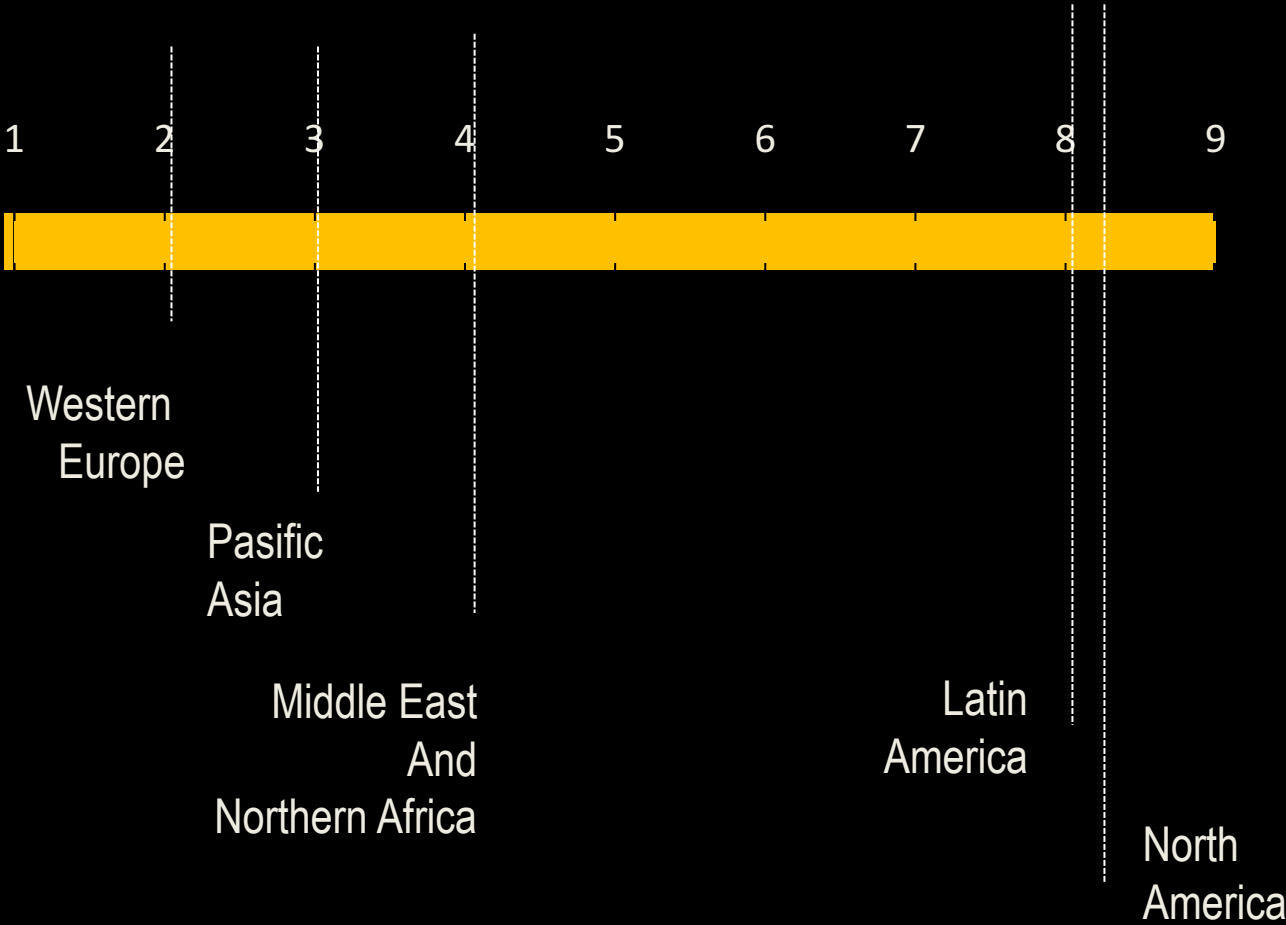 1 2 3 4 5 6 7 8 9
Western
Europe
Pasific
Asia
Middle East
And
Northern Africa
Latin
America
North
America